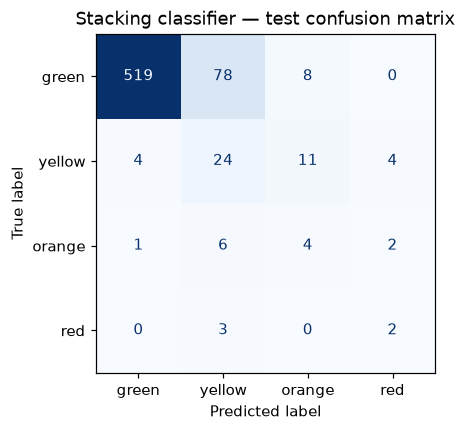 Stacking classifier — test confusion matrix
green 519 78 8 0
yellow 4 24 11 4
orange 1 6 4 2
red 0 3 0 2
green yellow orange red
Predicted label
True label